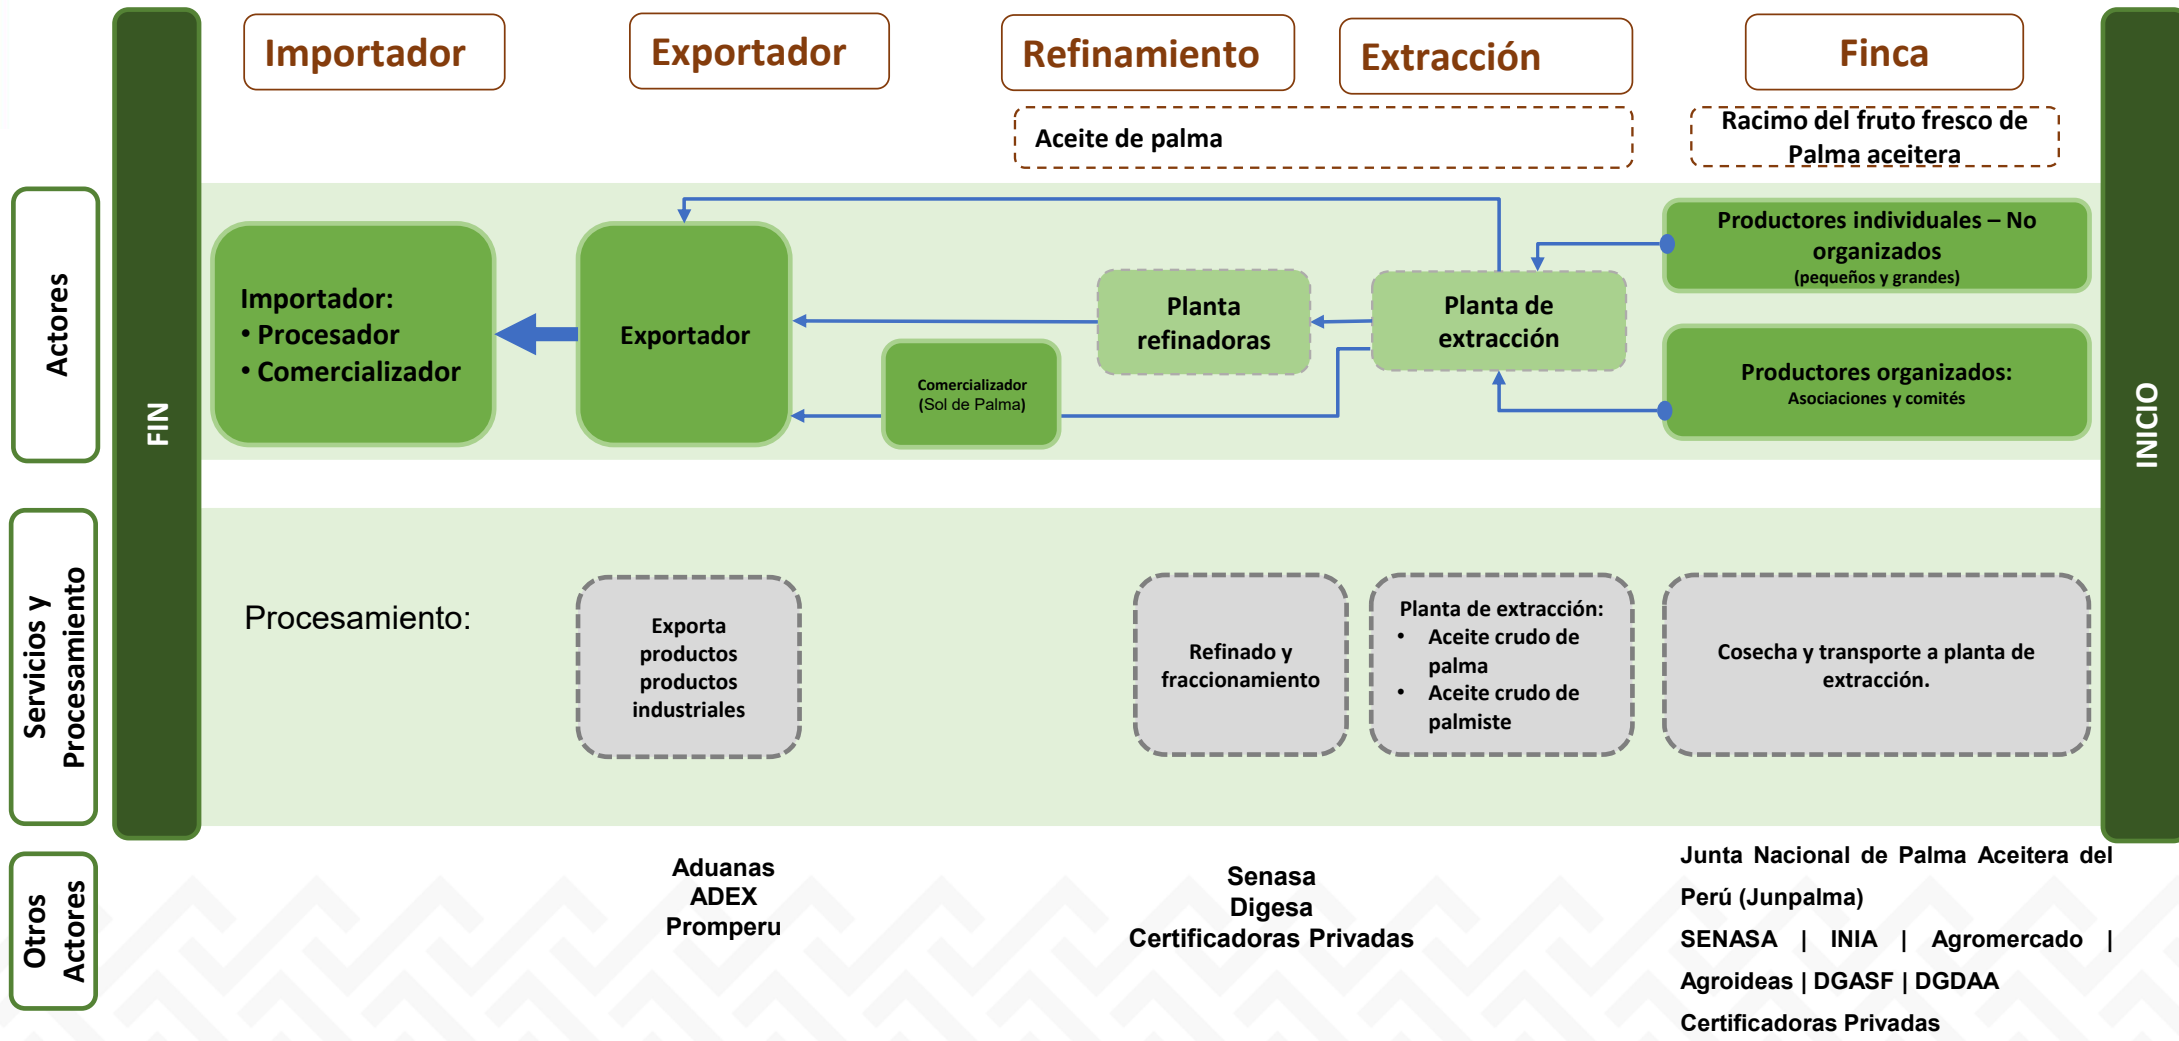 Importador
Exportador
Refinamiento
Extracción
Finca
Aceite de palma
Racimo del fruto fresco de
Palma aceitera
FIN
INICIO
Actores
Importador:
• Procesador
• Comercializador
Exportador
Comercializador
(Sol de Palma)
Planta
refinadoras
Planta de
extracción
Productores individuales – No
organizados
(pequeños y grandes)
Productores organizados:
Asociaciones y comités
Servicios y
Procesamiento
Procesamiento:
Exporta
productos
productos
industriales
Refinado y
fraccionamiento
Planta de extracción:
• Aceite crudo de
palma
• Aceite crudo de
palmiste
Cosecha y transporte a planta de
extracción.
Otros
Actores
Aduanas
ADEX
Promperu
Senasa
Digesa
Certificadoras Privadas
Junta Nacional de Palma Aceitera del
Perú (Junpalma)
SENASA | INIA | Agromercado |
Agroideas | DGASF | DGDAA
Certificadoras Privadas